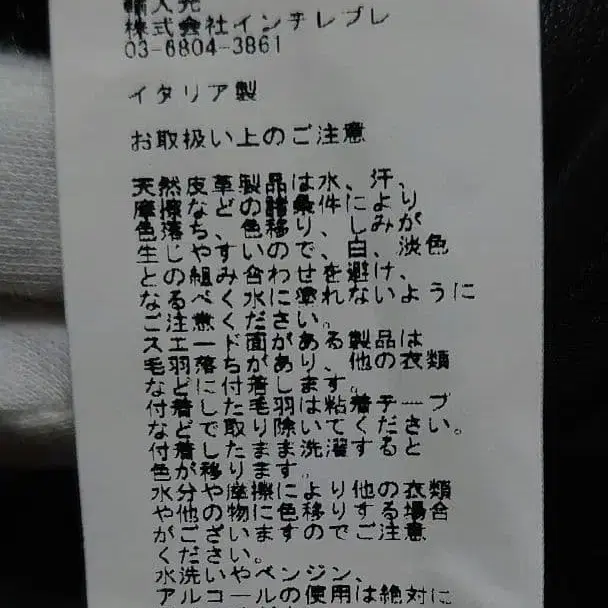 輸入元
株式会社インターブレ
03-6804-3861
イタリア製
お取扱い上のご注意
天然皮革製品は水、汗、
摩擦などの諸条件により
色落ち、色移り、しみが
生じやすいので、白、淡色
との組み合わせを避け、
なるべく水に濡れないように
ご注意ください。
スエード面がある製品は
毛羽落ちがあり、他の衣類
などに付着します。
付着した毛羽は粘着テープ
などで取り除いてください。
付着したまま洗濯すると
色が移ります。
水分や摩擦により他の衣類
や他の物に色移りする場合
がございますのでご注意
ください。
水洗いやベンジン、
アルコールの使用は絶対に